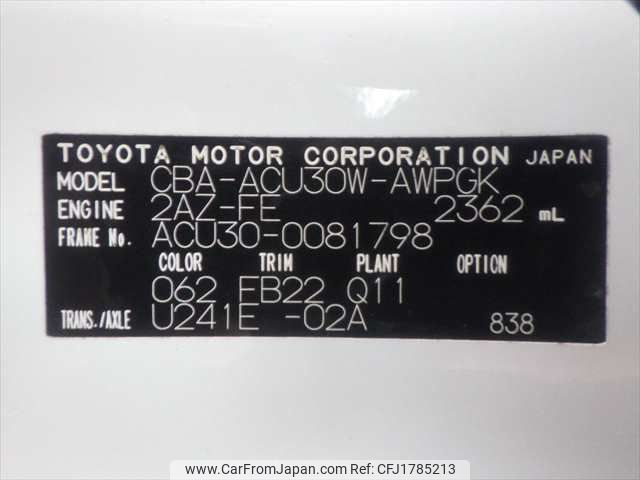 TOYOTA MOTOR CORPORATION JAPAN
MODEL CBA-ACU30W-AWPGK
ENGINE 2AZ-FE 2362 mL
FRAME No. ACU30-0081798
COLOR TRIM PLANT OPTION
062 FB22 Q11
TRANS./AXLE U241E -02A 838
www.CarFromJapan.com - CFJ1785213